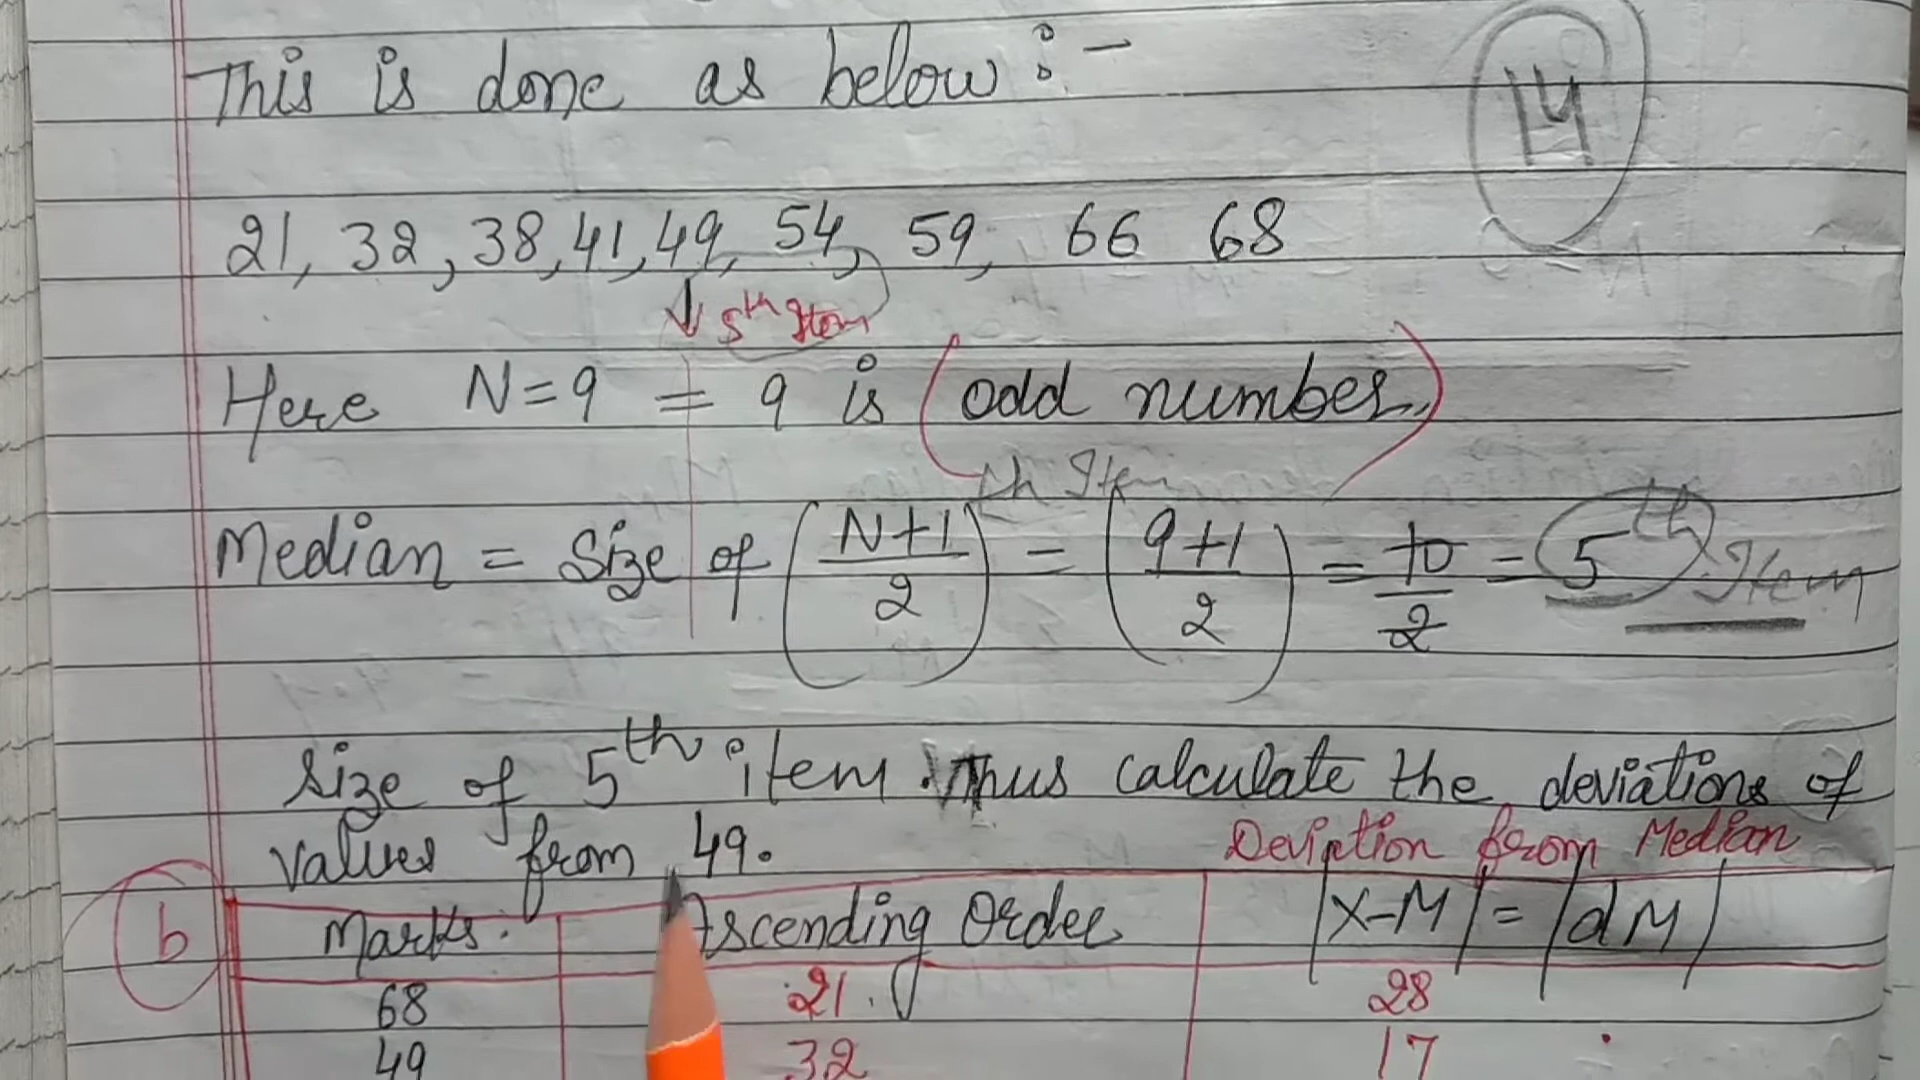 This is done as below :-
14
21, 32, 38, 41, 49, 54, 59, 66 68
5th Item
Here N=9 = 9 is (odd number)
th Item
Median = Size of (N+1/2) = (9+1/2) = 10/2 = 5th Item
size of 5th item. Thus calculate the deviations of
values from 49.
Deviation from Median
b
Marks. Ascending Order |X-M| = |dM|
68 21. 28
49 32 17